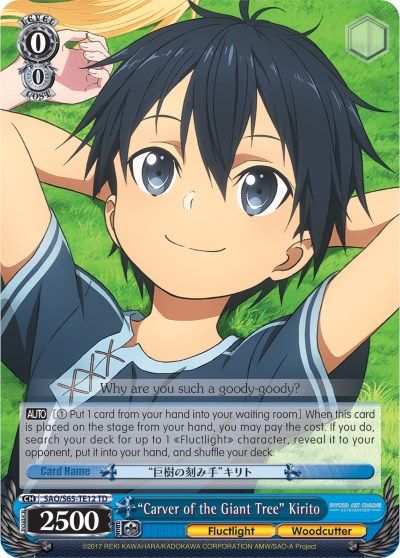 LEVEL
0
0
COST
Why are you such a goody-goody?
AUTO [① Put 1 card from your hand into your waiting room] When this card
is placed on the stage from your hand, you may pay the cost. If you do,
search your deck for up to 1 «Fluctlight» character, reveal it to your
opponent, put it into your hand, and shuffle your deck.
Card Name
“巨樹の刻み手”キリト
CH SAO/S65-TE12 TD
“Carver of the Giant Tree” Kirito
2500
Fluctlight
Woodcutter
©2017 REKI KAWAHARA/KADOKAWA CORPORATION AMW/SAO-A Project